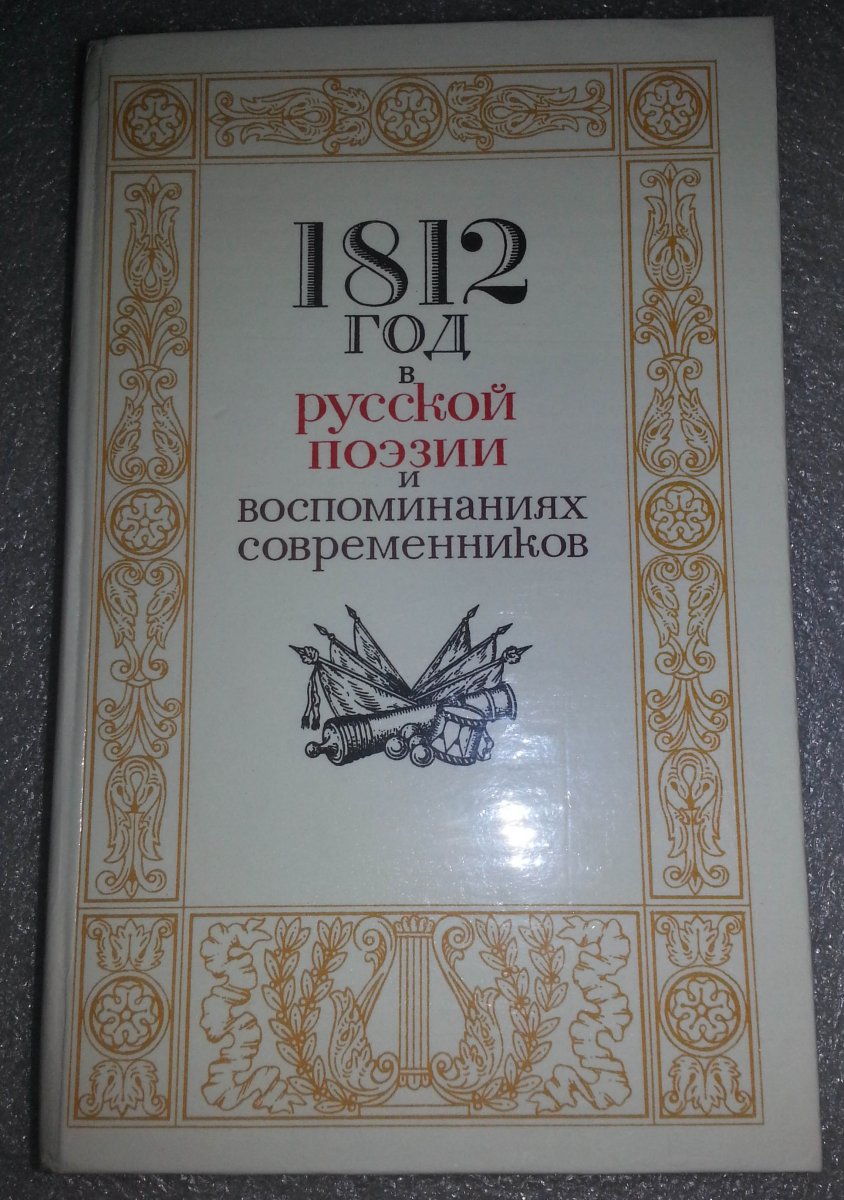 1812
год
в
русской
поэзии
и
воспоминаниях
современников